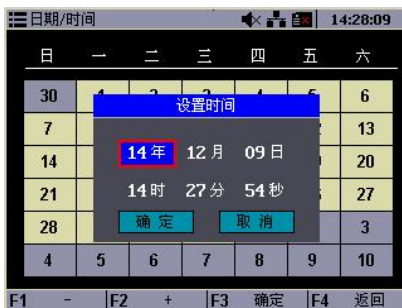 日期/时间 14:28:09
日 一 二 三 四 五 六
30 6
设置时间
7 13
14年 12月 09日
14 20
14时 27分 54秒
21 27
确定 取消
28 3
4 5 6 7 8 9 10
F1 - F2 + F3 确定 F4 返回